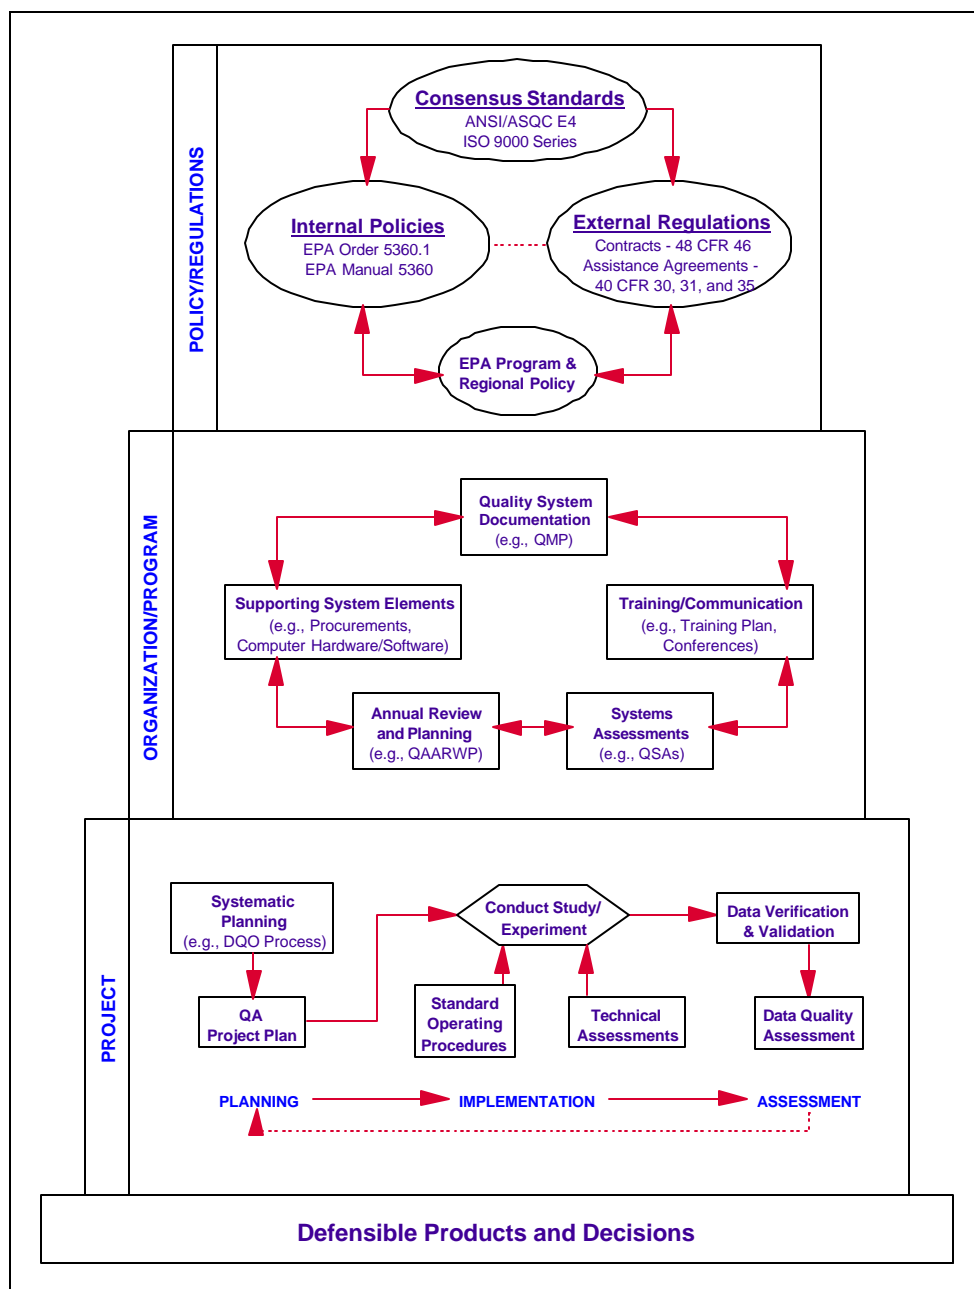 POLICY/REGULATIONS
Consensus Standards
ANSI/ASQC E4
ISO 9000 Series
Internal Policies
EPA Order 5360.1
EPA Manual 5360
External Regulations
Contracts - 48 CFR 46
Assistance Agreements -
40 CFR 30, 31, and 35
EPA Program &
Regional Policy
ORGANIZATION/PROGRAM
Quality System
Documentation
(e.g., QMP)
Supporting System Elements
(e.g., Procurements,
Computer Hardware/Software)
Training/Communication
(e.g., Training Plan,
Conferences)
Annual Review
and Planning
(e.g., QAARWP)
Systems
Assessments
(e.g., QSAs)
PROJECT
Systematic
Planning
(e.g., DQO Process)
QA
Project Plan
Conduct Study/
Experiment
Standard
Operating
Procedures
Technical
Assessments
Data Verification
& Validation
Data Quality
Assessment
PLANNING
IMPLEMENTATION
ASSESSMENT
Defensible Products and Decisions